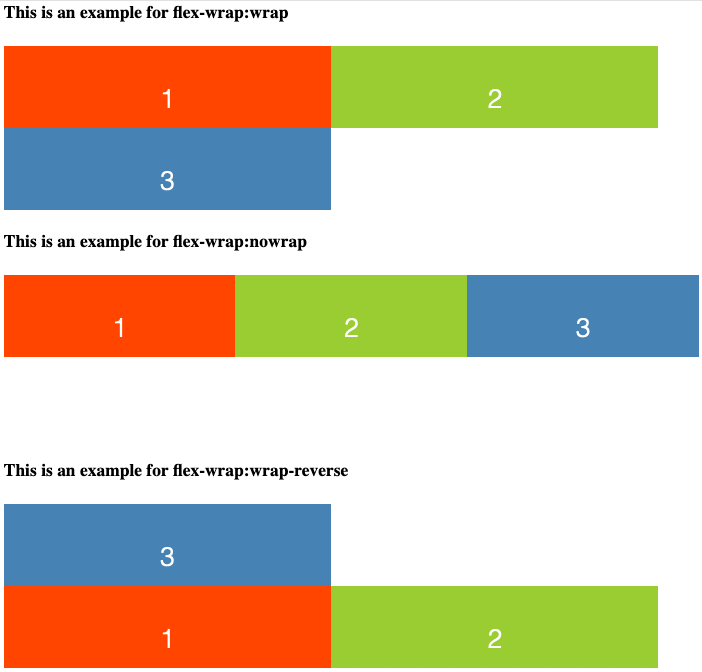 This is an example for flex-wrap:wrap
1 2
3
This is an example for flex-wrap:nowrap
1 2 3
This is an example for flex-wrap:wrap-reverse
3
1 2